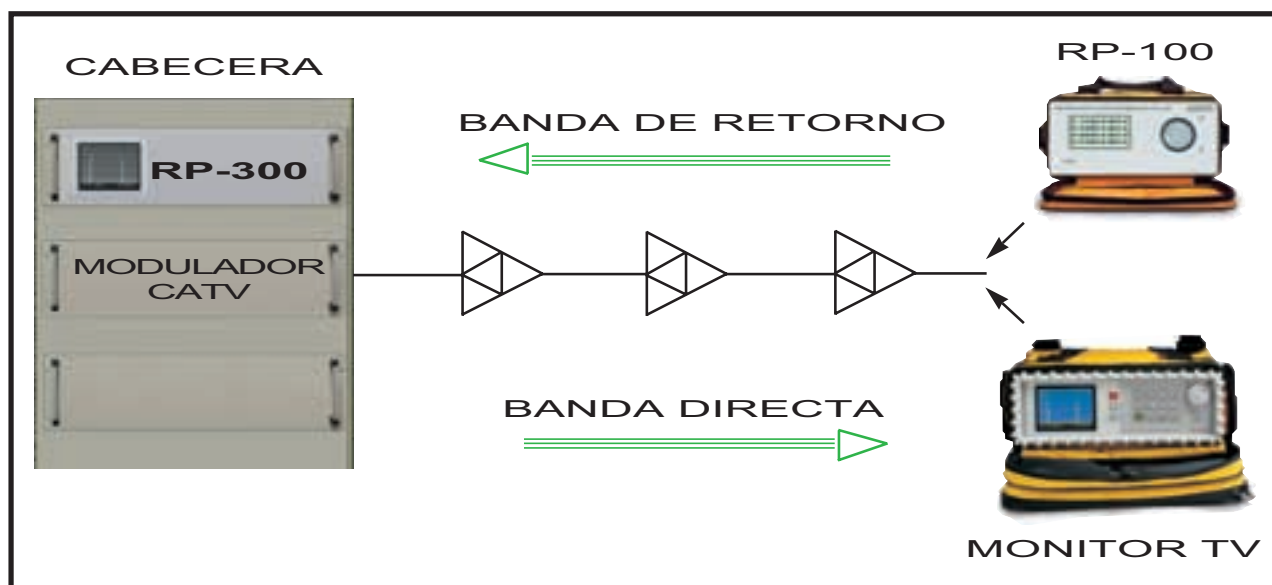 CABECERA
RP-300
MODULADOR
CATV
BANDA DE RETORNO
BANDA DIRECTA
RP-100
MONITOR TV